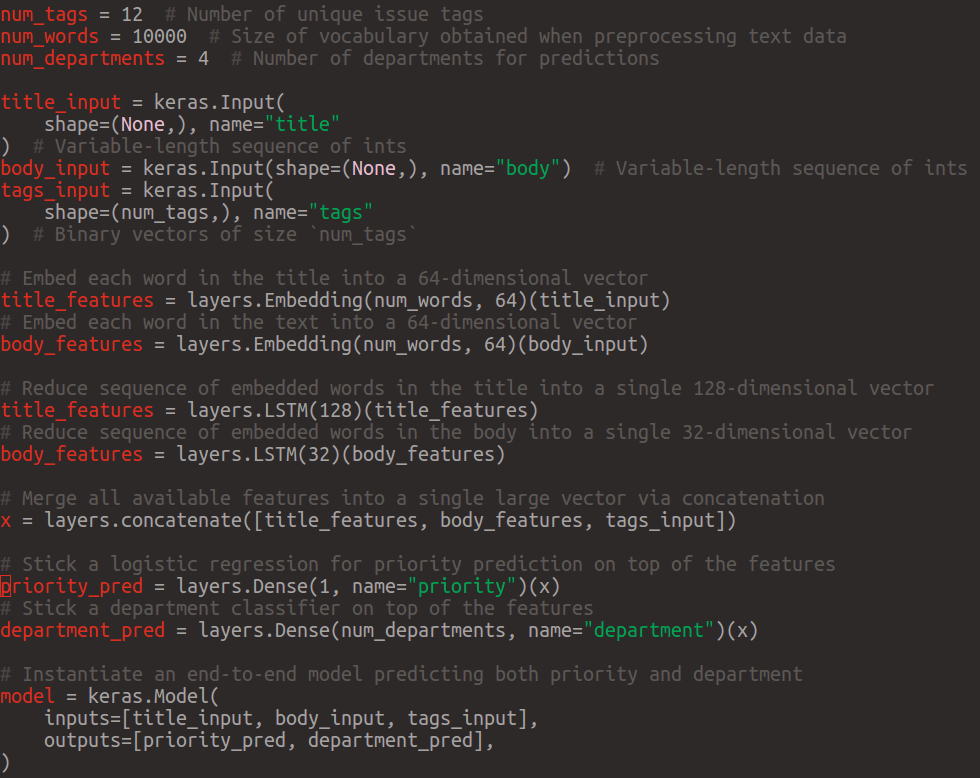 num_tags = 12  # Number of unique issue tags
num_words = 10000  # Size of vocabulary obtained when preprocessing text data
num_departments = 4  # Number of departments for predictions

title_input = keras.Input(
    shape=(None,), name="title"
)  # Variable-length sequence of ints
body_input = keras.Input(shape=(None,), name="body")  # Variable-length sequence of ints
tags_input = keras.Input(
    shape=(num_tags,), name="tags"
)  # Binary vectors of size `num_tags`

# Embed each word in the title into a 64-dimensional vector
title_features = layers.Embedding(num_words, 64)(title_input)
# Embed each word in the text into a 64-dimensional vector
body_features = layers.Embedding(num_words, 64)(body_input)

# Reduce sequence of embedded words in the title into a single 128-dimensional vector
title_features = layers.LSTM(128)(title_features)
# Reduce sequence of embedded words in the body into a single 32-dimensional vector
body_features = layers.LSTM(32)(body_features)

# Merge all available features into a single large vector via concatenation
x = layers.concatenate([title_features, body_features, tags_input])

# Stick a logistic regression for priority prediction on top of the features
priority_pred = layers.Dense(1, name="priority")(x)
# Stick a department classifier on top of the features
department_pred = layers.Dense(num_departments, name="department")(x)

# Instantiate an end-to-end model predicting both priority and department
model = keras.Model(
    inputs=[title_input, body_input, tags_input],
    outputs=[priority_pred, department_pred],
)